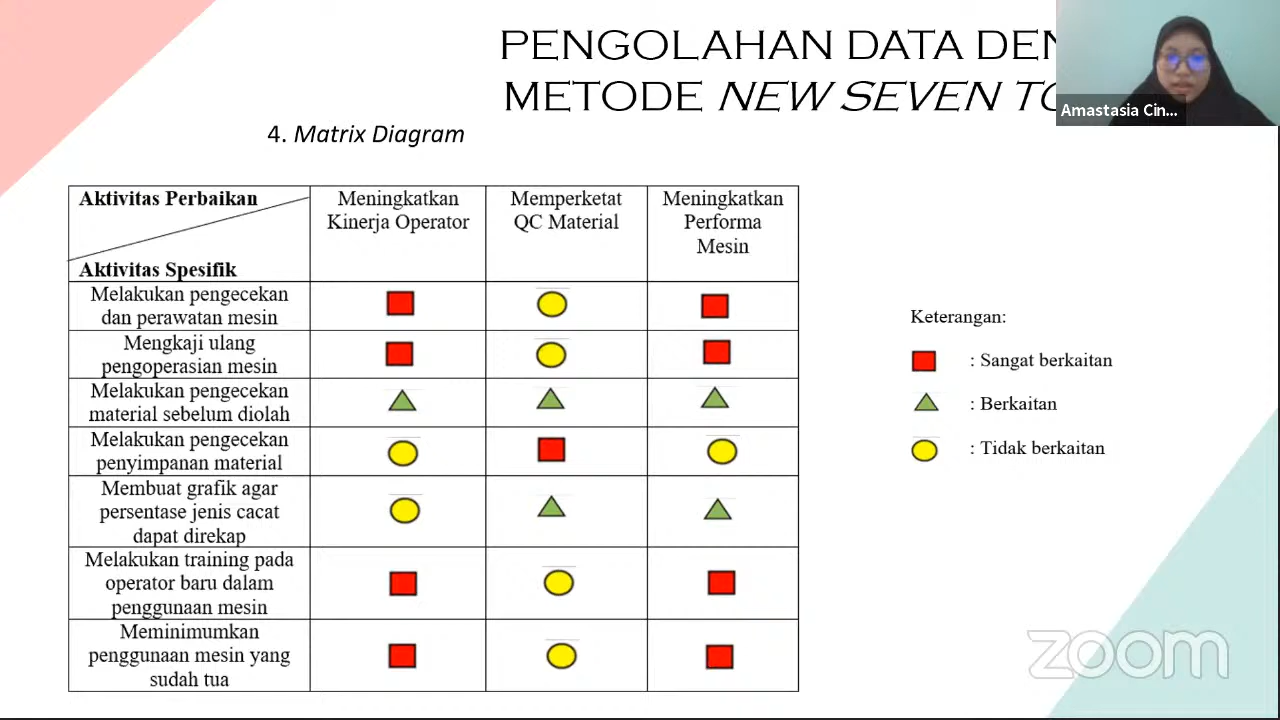 PENGOLAHAN DATA DEN
METODE NEW SEVEN TO
Amastasia Cin...
4. Matrix Diagram
Aktivitas Perbaikan
Aktivitas Spesifik
Meningkatkan
Kinerja Operator
Memperketat
QC Material
Meningkatkan
Performa
Mesin
Melakukan pengecekan
dan perawatan mesin
Mengkaji ulang
pengoperasian mesin
Melakukan pengecekan
material sebelum diolah
Melakukan pengecekan
penyimpanan material
Membuat grafik agar
persentase jenis cacat
dapat direkap
Melakukan training pada
operator baru dalam
penggunaan mesin
Meminimumkan
penggunaan mesin yang
sudah tua
Keterangan:
: Sangat berkaitan
: Berkaitan
: Tidak berkaitan
zoom